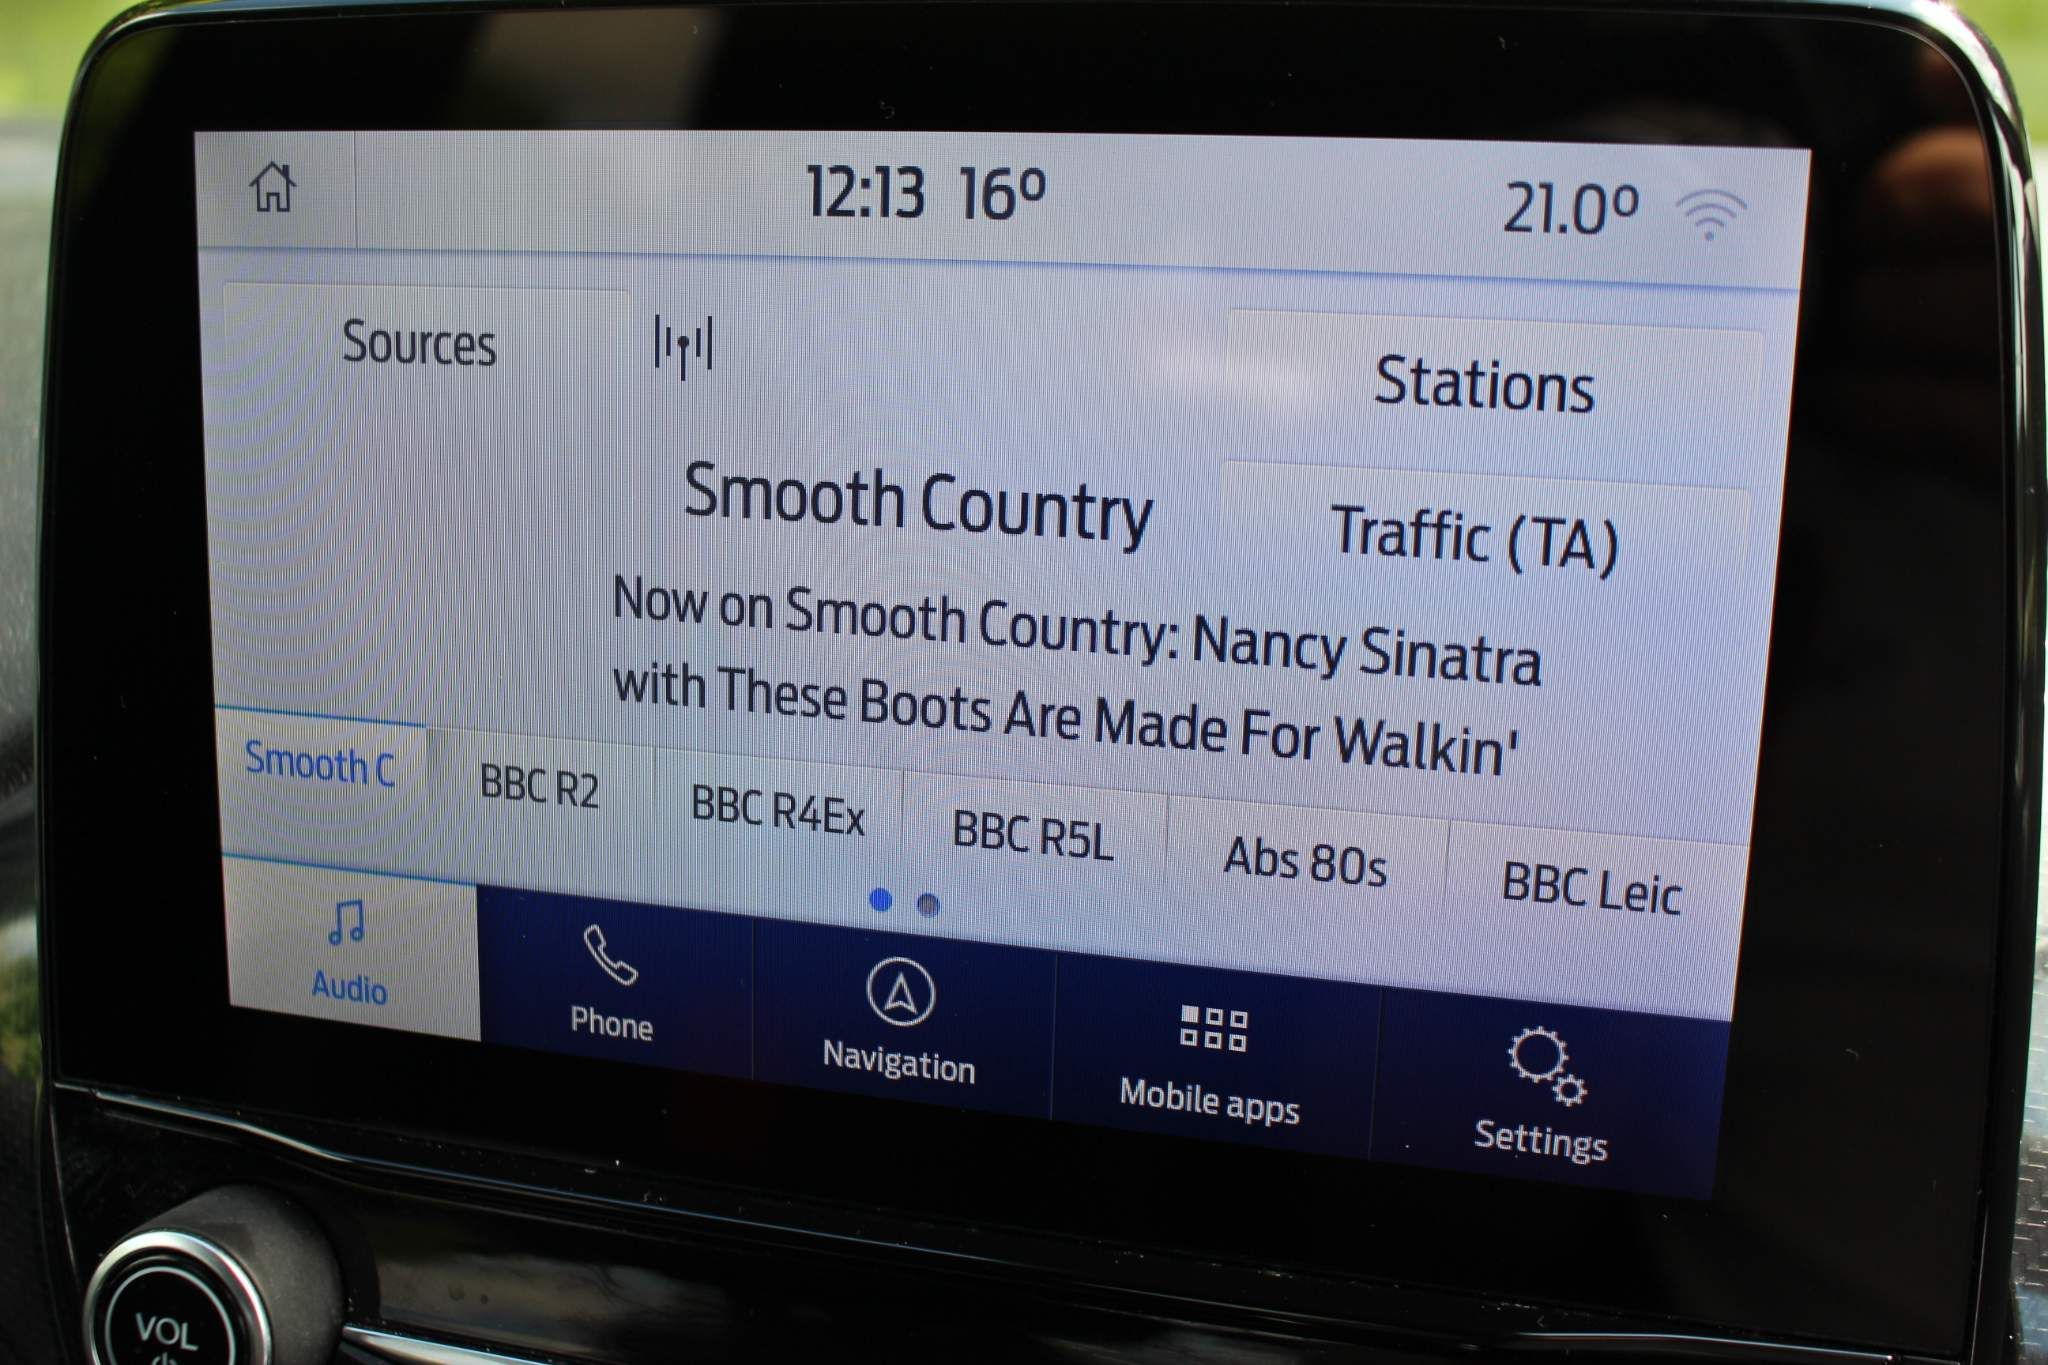 12:13 16° 21.0°
Sources
Stations
Smooth Country
Traffic (TA)
Now on Smooth Country: Nancy Sinatra
with These Boots Are Made For Walkin'
Smooth C BBC R2 BBC R4Ex BBC R5L Abs 80s BBC Leic
Audio Phone Navigation Mobile apps Settings
VOL